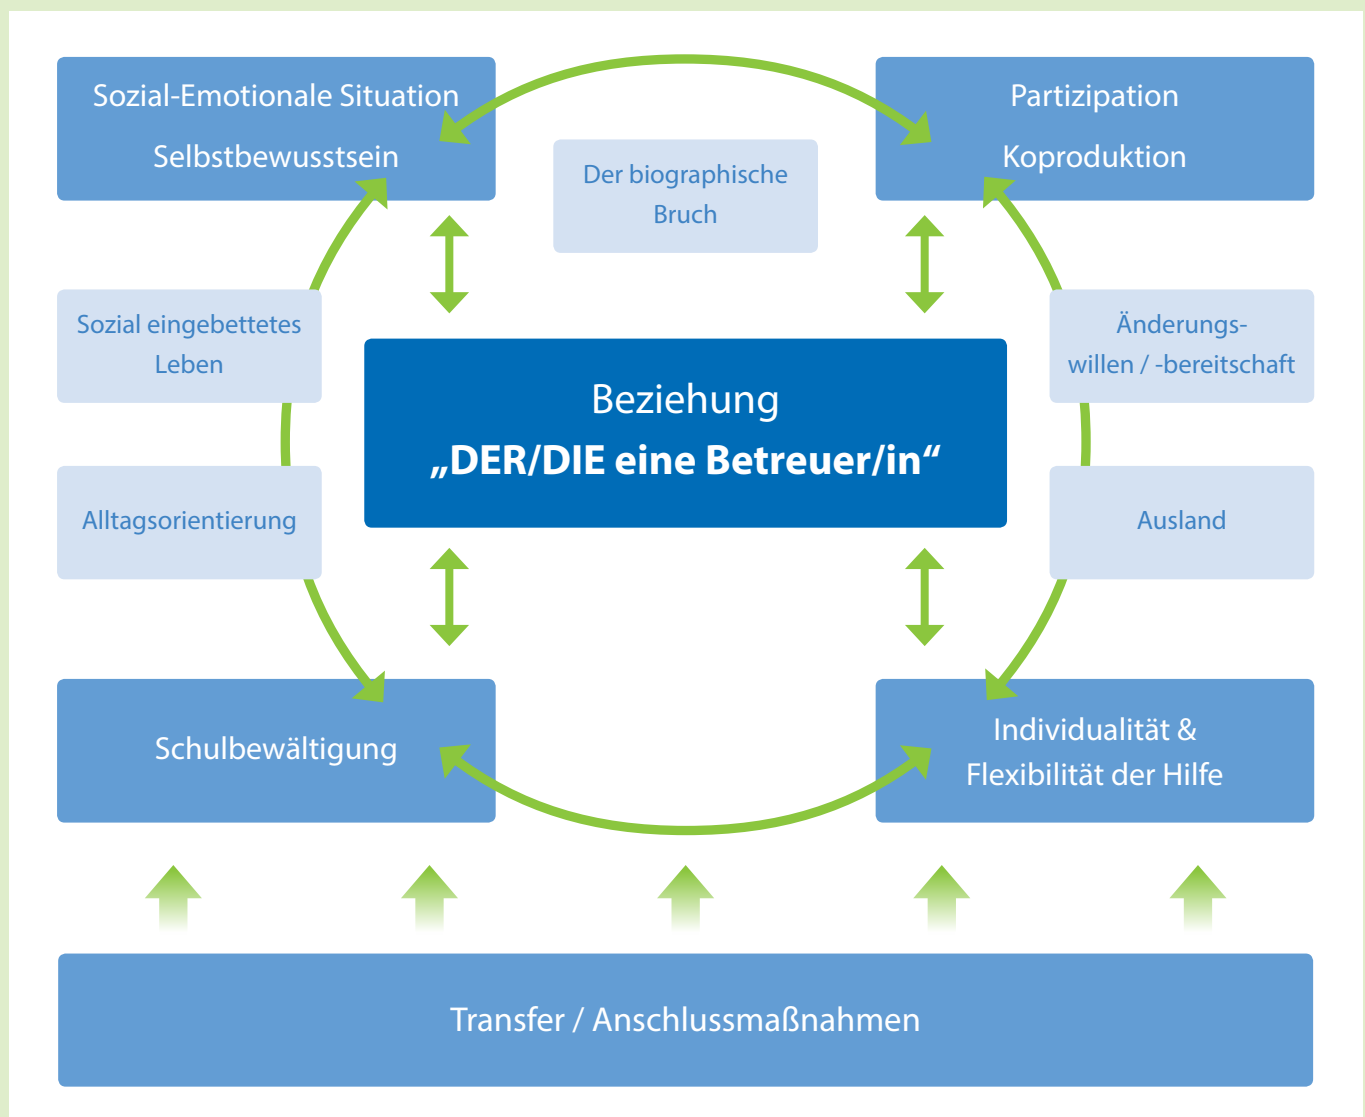 Sozial-Emotionale Situation
Selbstbewusstsein
Partizipation
Koproduktion
Der biographische
Bruch
Sozial eingebettetes
Leben
Änderungs-
willen / -bereitschaft
Beziehung
„DER/DIE eine Betreuer/in“
Alltagsorientierung
Ausland
Schulbewältigung
Individualität &
Flexibilität der Hilfe
Transfer / Anschlussmaßnahmen